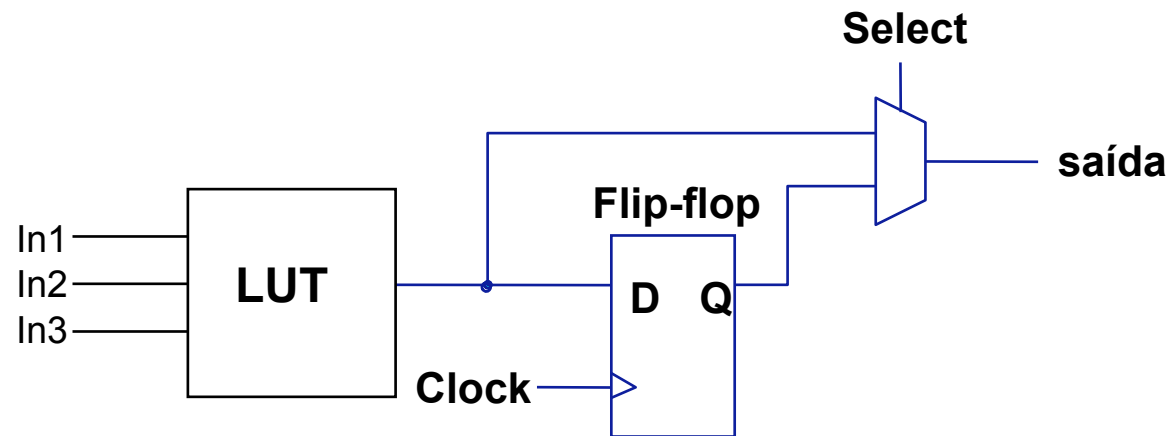 Select
saída
Flip-flop
In1
In2
In3
LUT
D Q
Clock